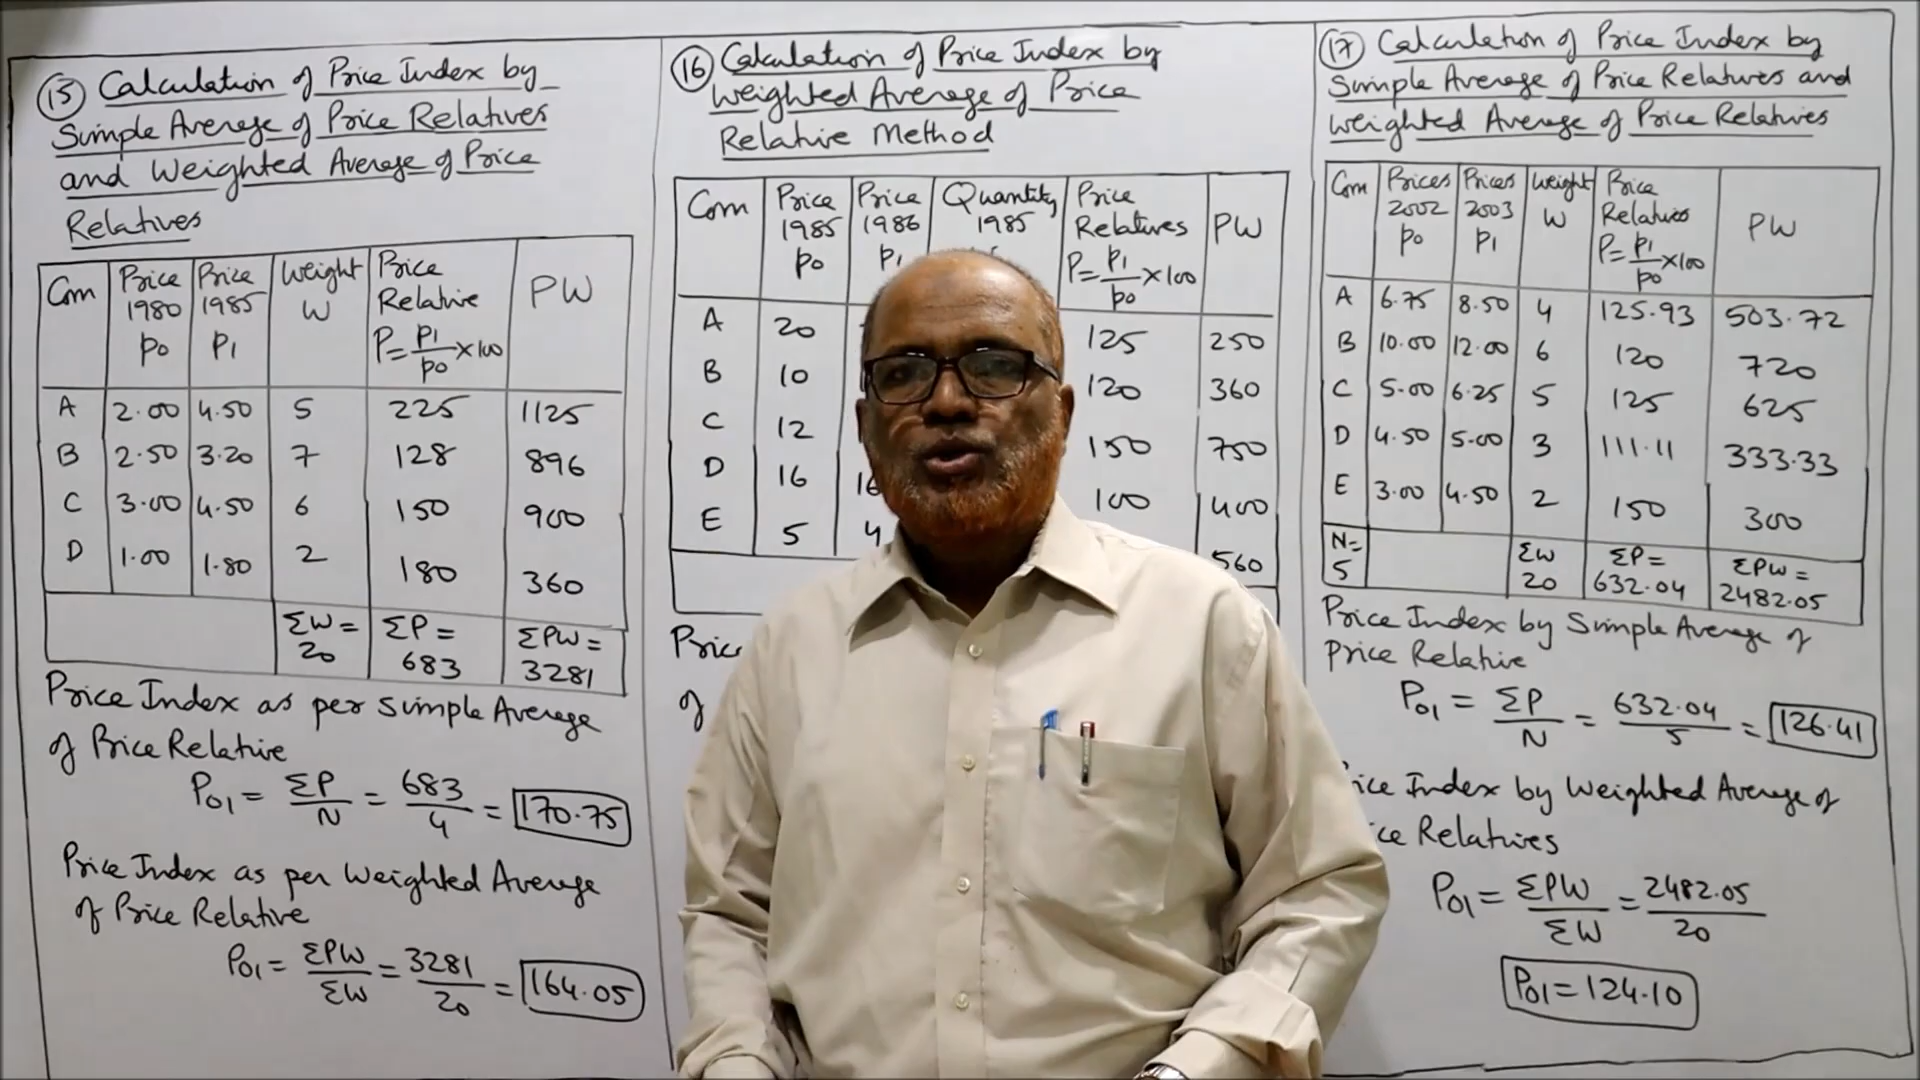 15 Calculation of Price Index by
Simple Average of Price Relatives
and Weighted Average of Price
Relatives
Com Price 1980 p0 Price 1985 p1 Weight W Price Relative P=p1/p0×100 PW
A 2.00 4.50 5 225 1125
B 2.50 3.20 7 128 896
C 3.00 4.50 6 150 900
D 1.00 1.80 2 180 360
ΣW= 20 ΣP= 683 ΣPW= 3281
Price Index as per Simple Average
of Price Relative
P01 = ΣP/N = 683/4 = 170.75
Price Index as per Weighted Average
of Price Relative
P01 = ΣPW/ΣW = 3281/20 = 164.05
16 Calculation of Price Index by
Weighted Average of Price
Relative Method
Com Price 1985 p0 Price 1986 p1 Quantity 1985 Price Relatives P=p1/p0×100 PW
A 20 125 250
B 10 120 360
C 12 150 750
D 16 16 100 400
E 5 4 560
Price
of
17 Calculation of Price Index by
Simple Average of Price Relatives and
Weighted Average of Price Relatives
Com Prices 2002 p0 Prices 2003 p1 Weight W Price Relatives P=p1/p0×100 PW
A 6.75 8.50 4 125.93 503.72
B 10.00 12.00 6 120 720
C 5.00 6.25 5 125 625
D 4.50 5.00 3 111.11 333.33
E 3.00 4.50 2 150 300
N= 5 ΣW 20 ΣP= 632.04 ΣPW= 2482.05
Price Index by Simple Average of
Price Relative
P01 = ΣP/N = 632.04/5 = 126.41
ice Index by Weighted Average of
ce Relatives
P01 = ΣPW/ΣW = 2482.05/20
P01 = 124.10